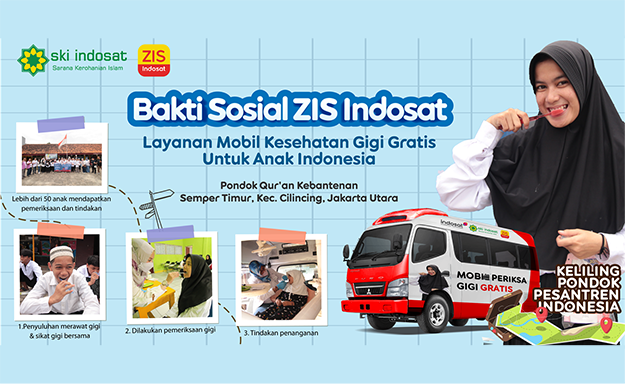 ski indosat
Sarana Kerohanian Islam
ZIS
Indosat
Bakti Sosial ZIS Indosat
Layanan Mobil Kesehatan Gigi Gratis
Untuk Anak Indonesia
Pondok Qur'an Kebantenan
Semper Timur, Kec. Cilincing, Jakarta Utara
Lebih dari 50 anak mendapatkan
pemeriksaan dan tindakan
1.Penyuluhan merawat gigi
& sikat gigi bersama
2. Dilakukan pemeriksaan gigi
3. Tindakan penanganan
indosat
ski indosat
MOBIL PERIKSA
GIGI GRATIS
KELILING
PONDOK
PESANTREN
INDONESIA